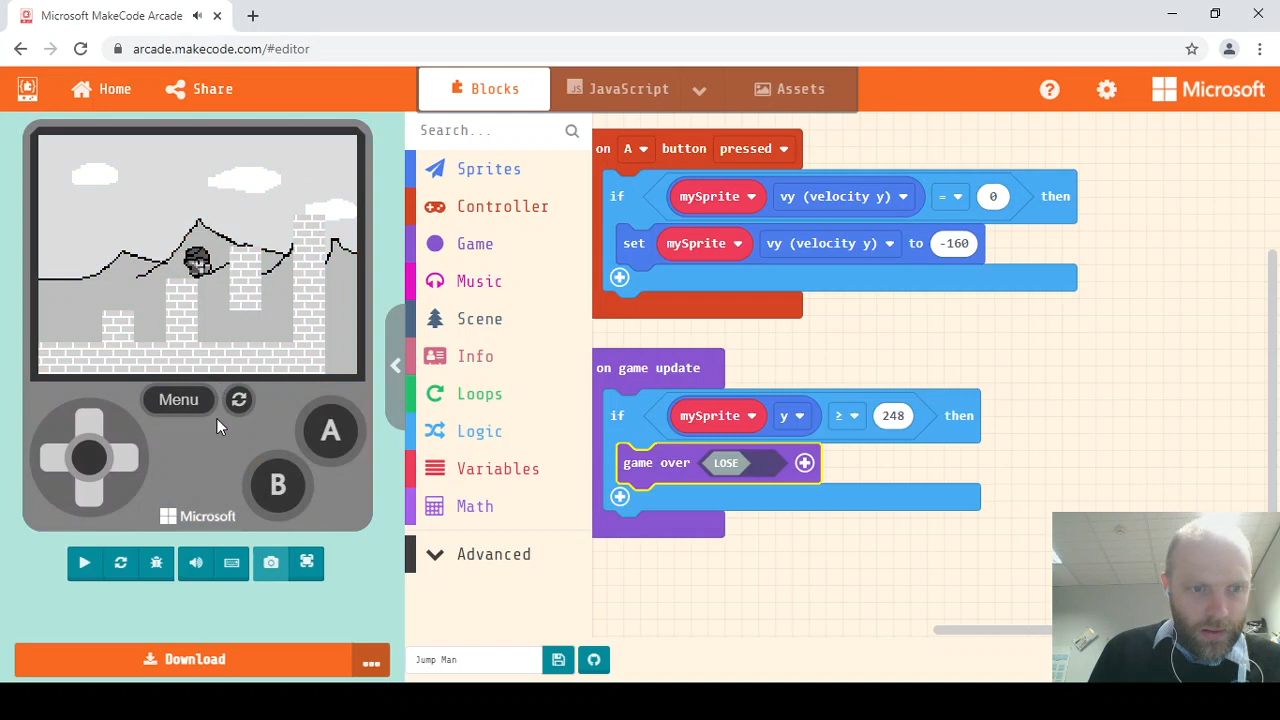 Microsoft MakeCode Arcade
arcade.makecode.com/#editor
Home
Share
Blocks
JavaScript
Assets
Microsoft
Search...
Sprites
Controller
Game
Music
Scene
Info
Loops
Logic
Variables
Math
Advanced
on A button pressed
if mySprite vy (velocity y) = 0 then
set mySprite vy (velocity y) to -160
on game update
if mySprite y ≥ 248 then
game over LOSE
Menu
A
B
Microsoft
Download
...
Jump Man